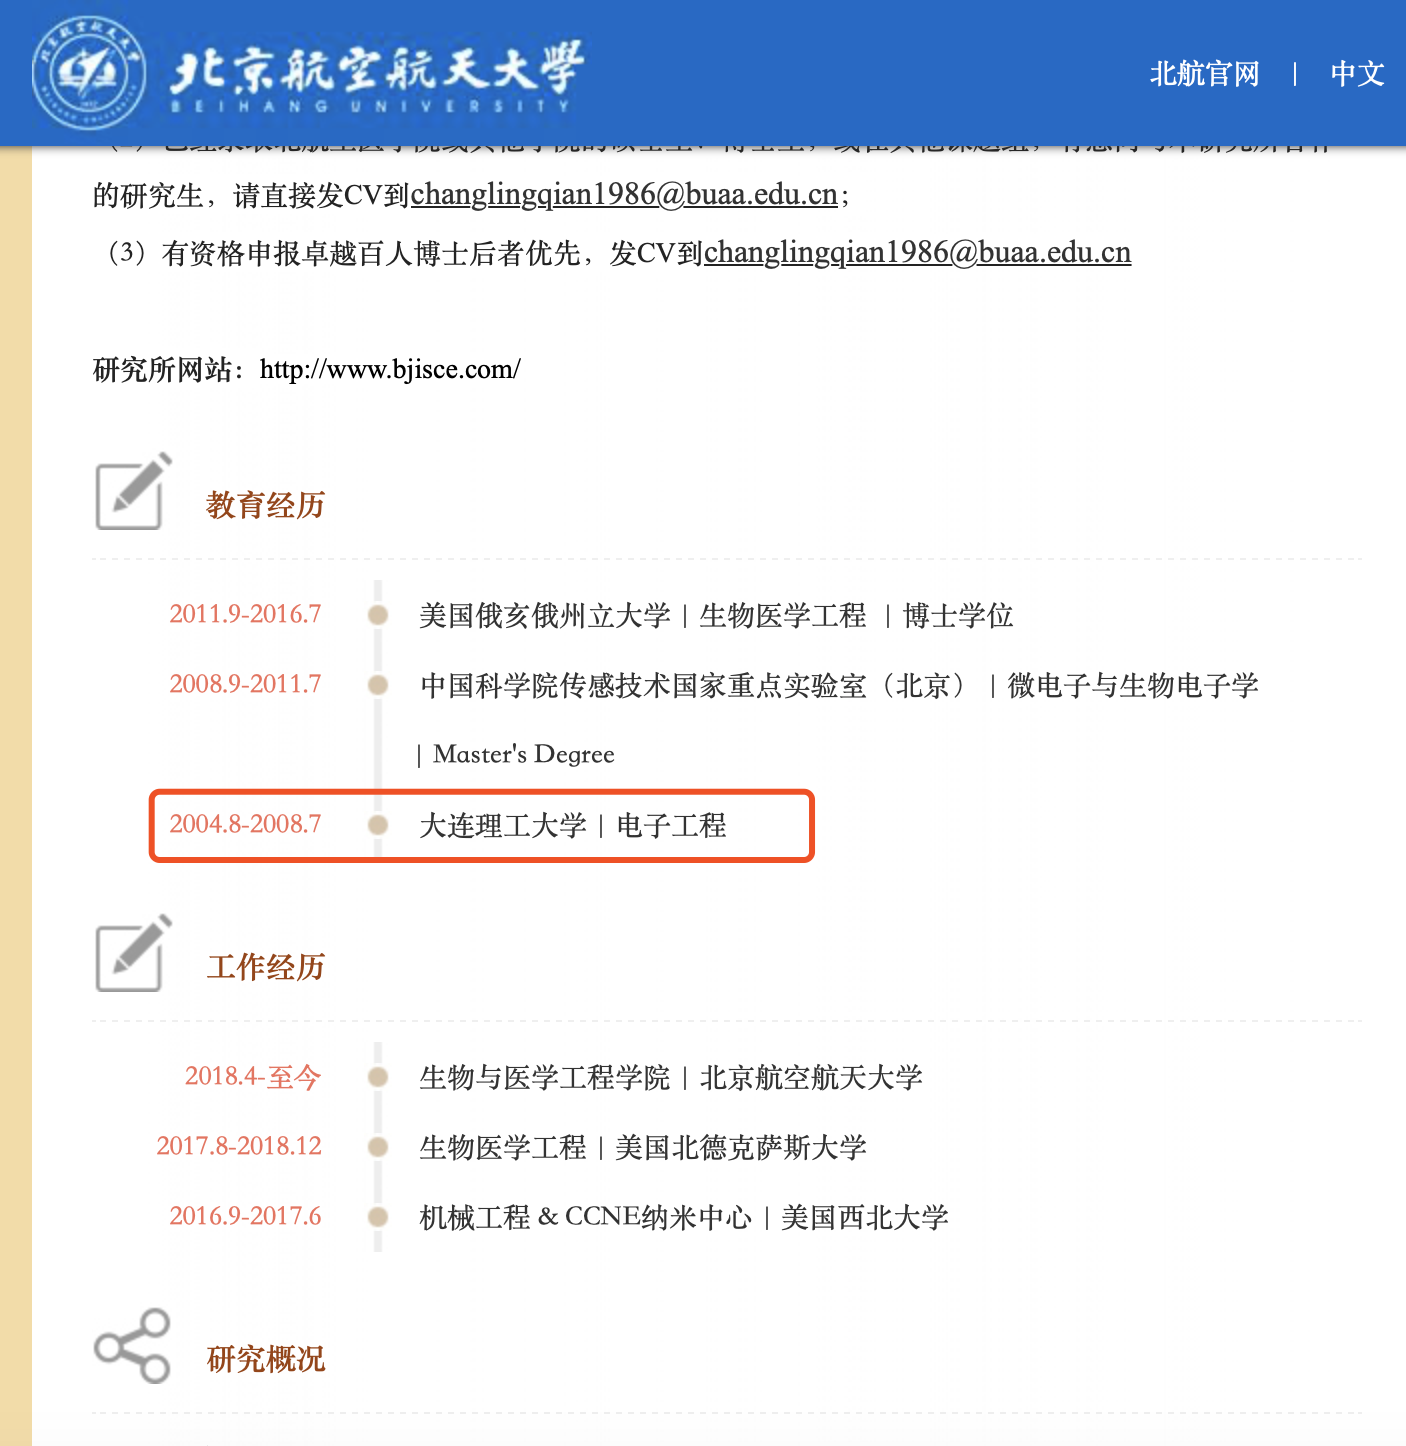 北京航空航天大學
BEIHANG UNIVERSITY
北航官网 | 中文
的研究生，请直接发CV到changlingqian1986@buaa.edu.cn；
（3）有资格申报卓越百人博士后者优先，发CV到changlingqian1986@buaa.edu.cn
研究所网站：http://www.bjisce.com/
教育经历
2011.9-2016.7 美国俄亥俄州立大学 | 生物医学工程 | 博士学位
2008.9-2011.7 中国科学院传感技术国家重点实验室（北京） | 微电子与生物电子学
| Master's Degree
2004.8-2008.7 大连理工大学 | 电子工程
工作经历
2018.4-至今 生物与医学工程学院 | 北京航空航天大学
2017.8-2018.12 生物医学工程 | 美国北德克萨斯大学
2016.9-2017.6 机械工程 & CCNE纳米中心 | 美国西北大学
研究概况